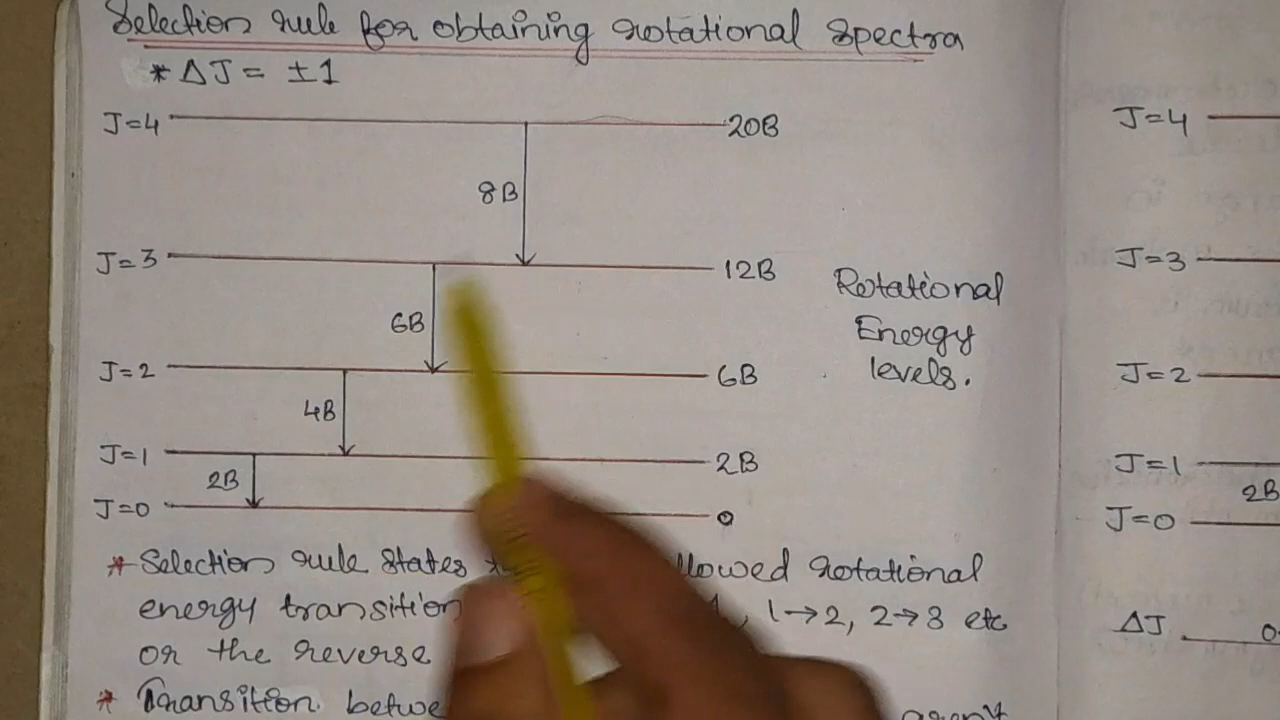 Selection rule for obtaining rotational spectra
* ΔJ = ±1
J=4 20B
8B
J=3 12B
6B
J=2 6B
4B
J=1 2B
2B
J=0 0
Rotational
Energy
levels.
* Selection rule states allowed rotational
energy transition 1→2, 2→3 etc
or the reverse
* Transition
J=4
J=3
J=2
J=1
2B
J=0
ΔJ